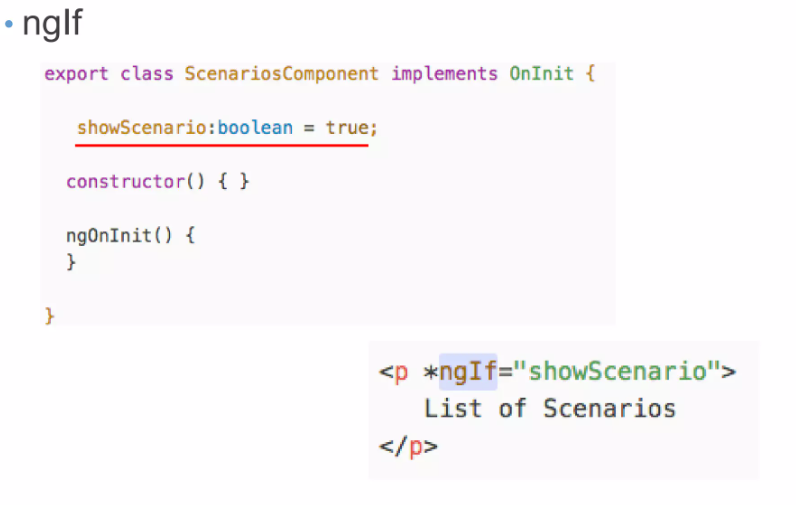 • ngIf
export class ScenariosComponent implements OnInit {
showScenario:boolean = true;
constructor() { }
ngOnInit() {
}
}
<p *ngIf="showScenario">
List of Scenarios
</p>